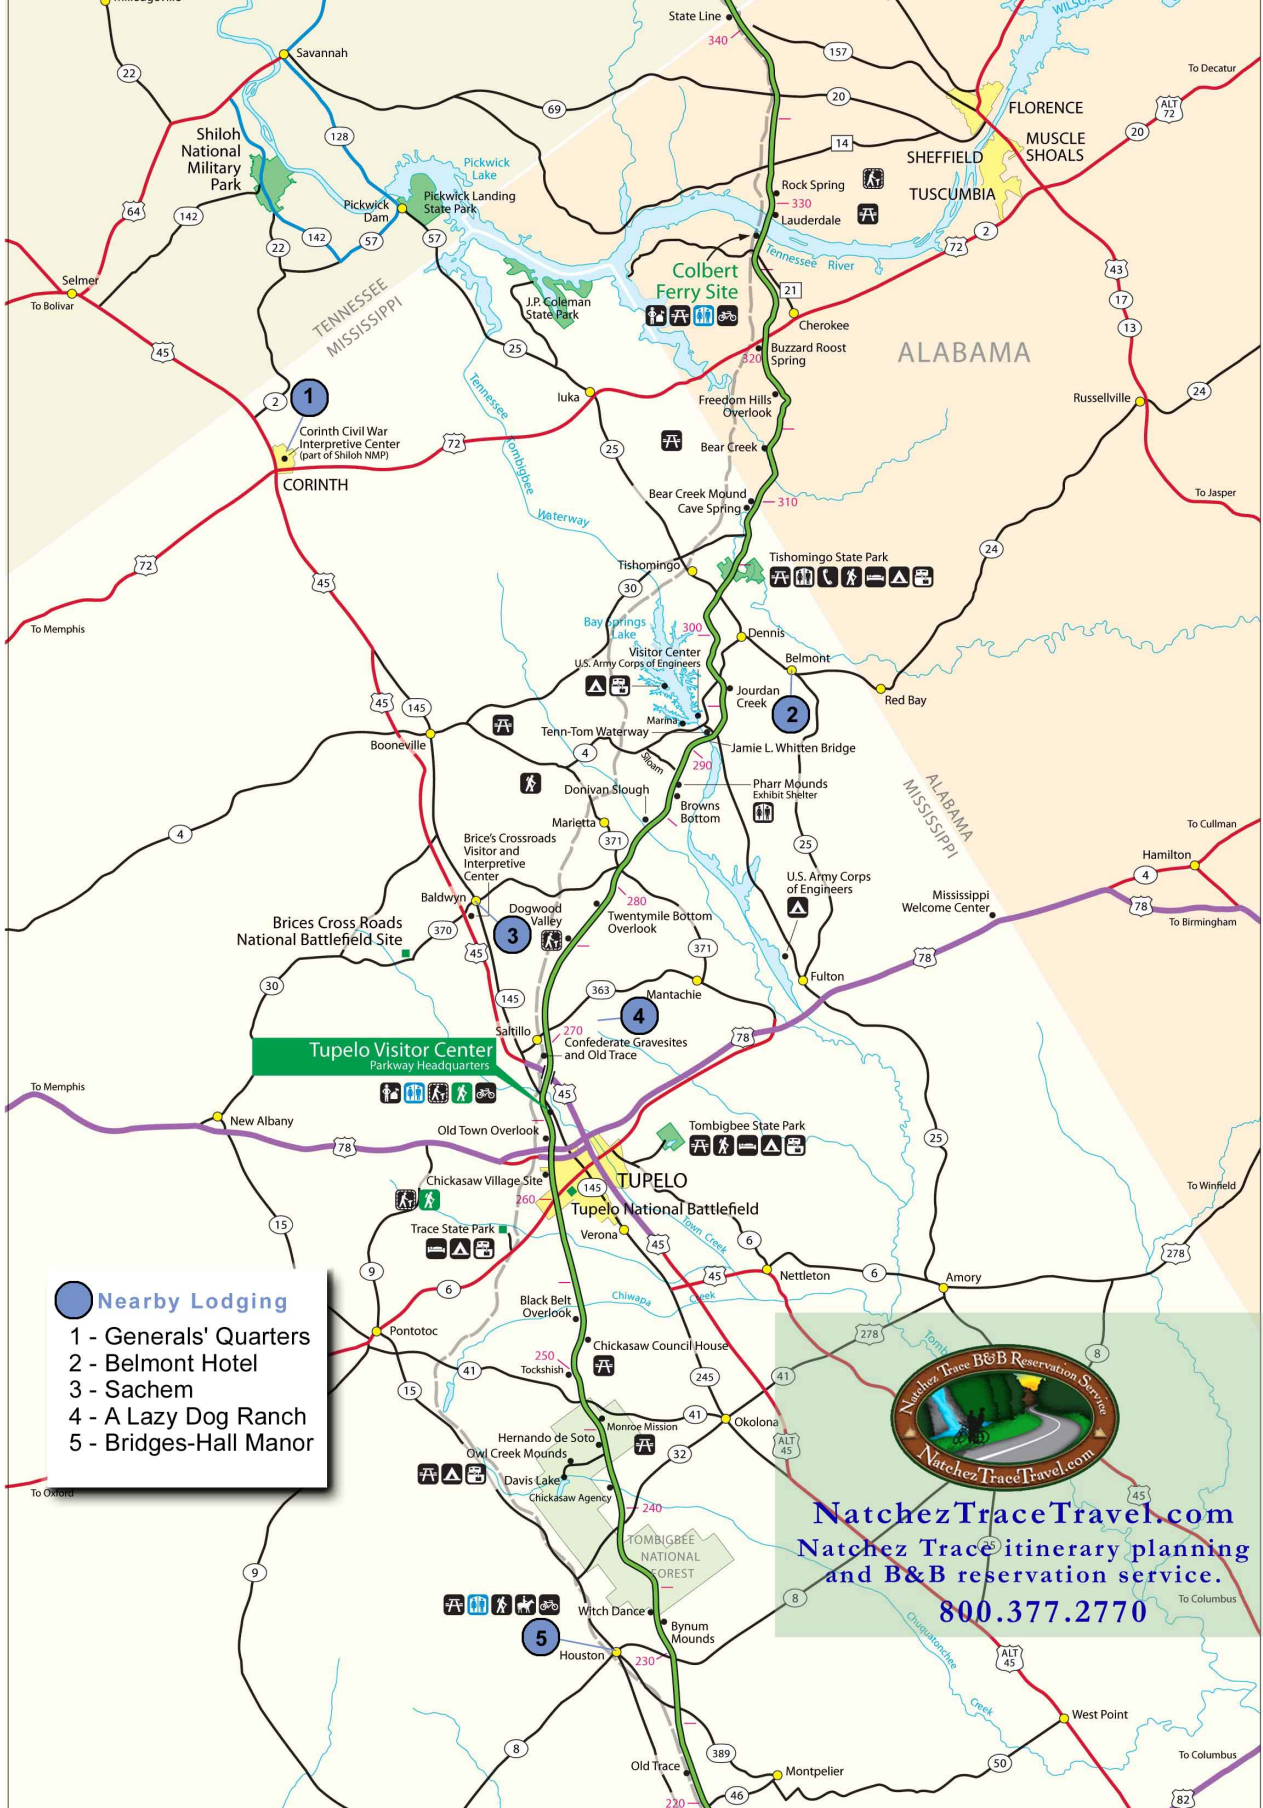 State Line
340
157
To Decatur
22
Savannah
69
20
FLORENCE
ALT
72
20
128
14
MUSCLE
SHOALS
SHEFFIELD
Shiloh
National
Military
Park
Pickwick
Lake
Rock Spring
330
TUSCUMBIA
Pickwick Landing
State Park
Pickwick
Dam
Lauderdale
64
142
22
142
57
57
2
72
Tennessee River
Colbert
Ferry Site
43
17
13
Selmer
To Bolivar
TENNESSEE
MISSISSIPPI
J.P. Coleman
State Park
21
Cherokee
45
25
320
Buzzard Roost
Spring
ALABAMA
Iuka
Freedom Hills
Overlook
Russellville
24
2
1
Tennessee
Tombigbee
Waterway
Corinth Civil War
Interpretive Center
(part of Shiloh NMP)
72
25
Bear Creek
CORINTH
Bear Creek Mound
Cave Spring
310
To Jasper
72
24
Tishomingo State Park
Tishomingo
45
30
To Memphis
Bay Springs
Lake
300
Dennis
Visitor Center
U.S. Army Corps of Engineers
Belmont
45
145
Jourdan
Creek
Red Bay
2
Marina
Tenn-Tom Waterway
Booneville
4
Siloam
Jamie L. Whitten Bridge
290
ALABAMA
MISSISSIPPI
Donivan Slough
Pharr Mounds
Exhibit Shelter
Browns
Bottom
Marietta
371
4
25
To Cullman
Brice's Crossroads
Visitor and
Interpretive
Center
Hamilton
4
U.S. Army Corps
of Engineers
Baldwyn
280
Mississippi
Welcome Center
78
To Birmingham
Dogwood
Valley
Twentymile Bottom
Overlook
Brices Cross Roads
National Battlefield Site
370
3
45
371
78
30
145
363
Mantachie
Fulton
4
Saltillo
270
Confederate Gravesites
and Old Trace
78
Tupelo Visitor Center
Parkway Headquarters
To Memphis
45
New Albany
Old Town Overlook
Tombigbee State Park
78
25
Chickasaw Village Site
TUPELO
145
260
Tupelo National Battlefield
To Winfield
15
Trace State Park
Verona
Town Creek
45
6
278
9
6
45
Nettleton
6
Amory
Nearby Lodging
1 - Generals' Quarters
2 - Belmont Hotel
3 - Sachem
4 - A Lazy Dog Ranch
5 - Bridges-Hall Manor
Black Belt
Overlook
Chiwapa
Creek
Pontotoc
278
Chickasaw Council House
8
250
Tockshish
41
245
41
15
41
Okolona
Natchez Trace B&B Reservation Service
NatchezTraceTravel.com
Monroe Mission
Hernando de Soto
Owl Creek Mounds
32
ALT
45
Davis Lake
Chickasaw Agency
240
45
To Oxford
NatchezTraceTravel.com
Natchez Trace itinerary planning
25
and B&B reservation service.
800.377.2770
TOMBIGBEE
NATIONAL
FOREST
9
8
To Columbus
Witch Dance
Bynum
Mounds
5
Houston
230
Chuquatonchee
Creek
ALT
45
West Point
8
389
Old Trace
Montpelier
50
To Columbus
220
46
82